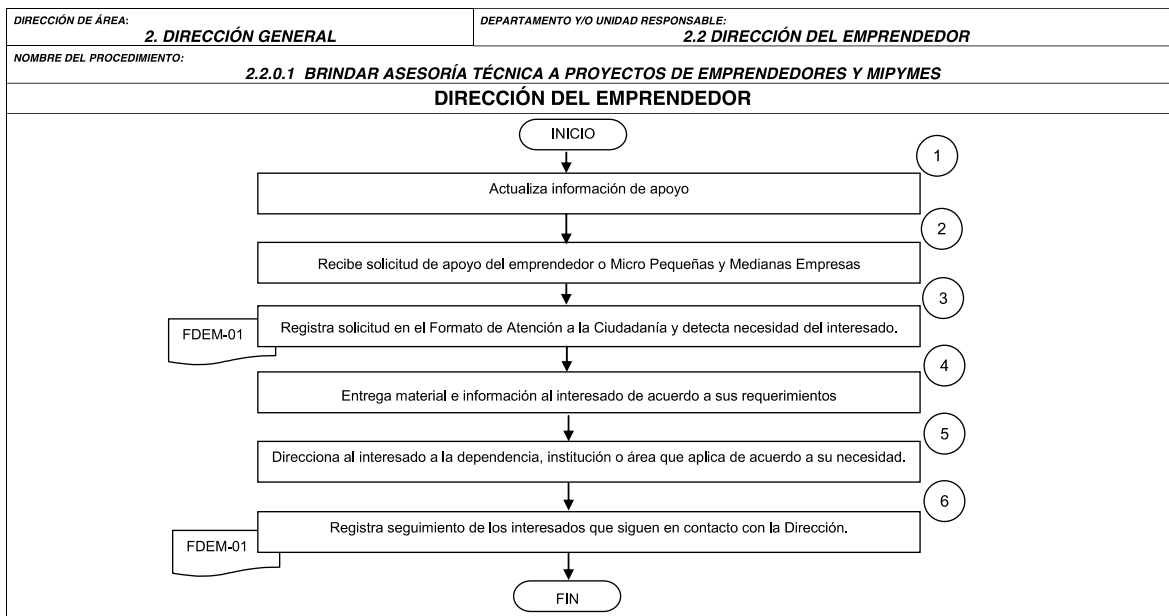 DIRECCIÓN DE ÁREA:
2. DIRECCIÓN GENERAL
DEPARTAMENTO Y/O UNIDAD RESPONSABLE:
2.2 DIRECCIÓN DEL EMPRENDEDOR
NOMBRE DEL PROCEDIMIENTO:
2.2.0.1 BRINDAR ASESORÍA TÉCNICA A PROYECTOS DE EMPRENDEDORES Y MIPYMES
DIRECCIÓN DEL EMPRENDEDOR
INICIO
1
Actualiza información de apoyo
2
Recibe solicitud de apoyo del emprendedor o Micro Pequeñas y Medianas Empresas
3
Registra solicitud en el Formato de Atención a la Ciudadanía y detecta necesidad del interesado.
FDEM-01
4
Entrega material e información al interesado de acuerdo a sus requerimientos
5
Direcciona al interesado a la dependencia, institución o área que aplica de acuerdo a su necesidad.
6
Registra seguimiento de los interesados que siguen en contacto con la Dirección.
FDEM-01
FIN